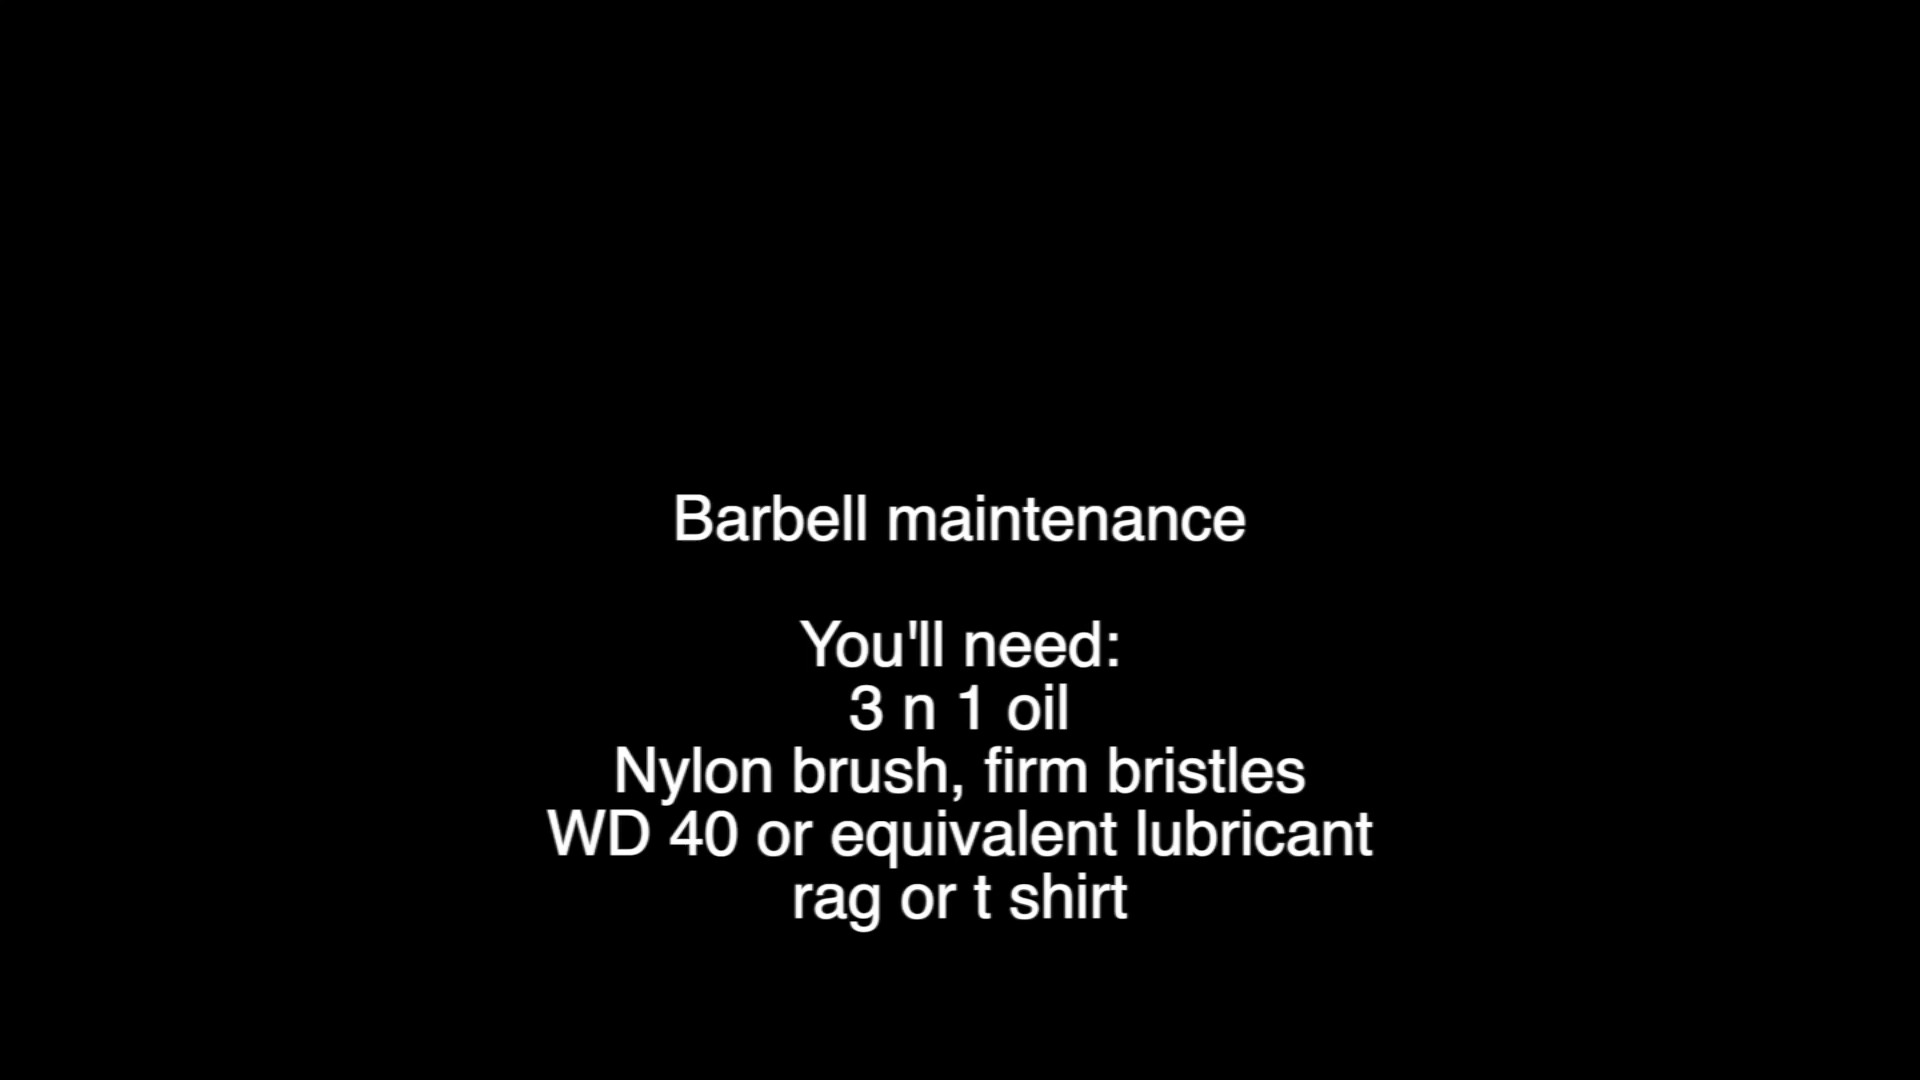 Barbell maintenance
You'll need:
3 n 1 oil
Nylon brush, firm bristles
WD 40 or equivalent lubricant
rag or t shirt